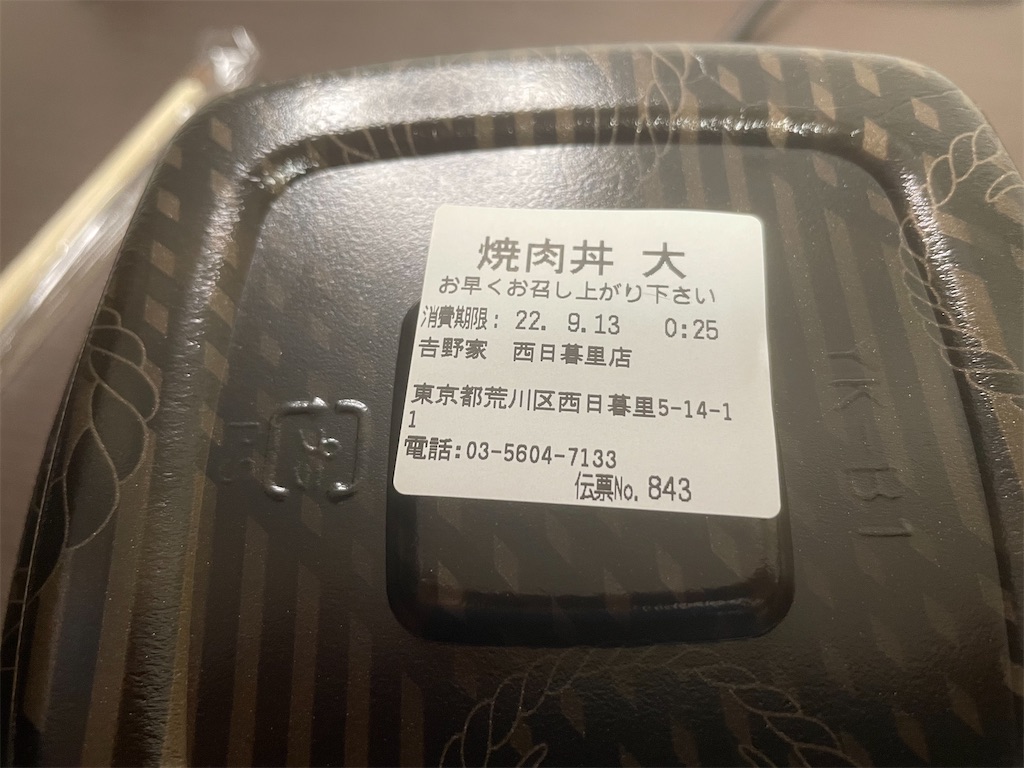 焼肉丼 大
お早くお召し上がり下さい
消費期限: 22. 9.13 0:25
吉野家 西日暮里店
東京都荒川区西日暮里5-14-1
1
電話:03-5604-7133
伝票No. 843
TK-B1